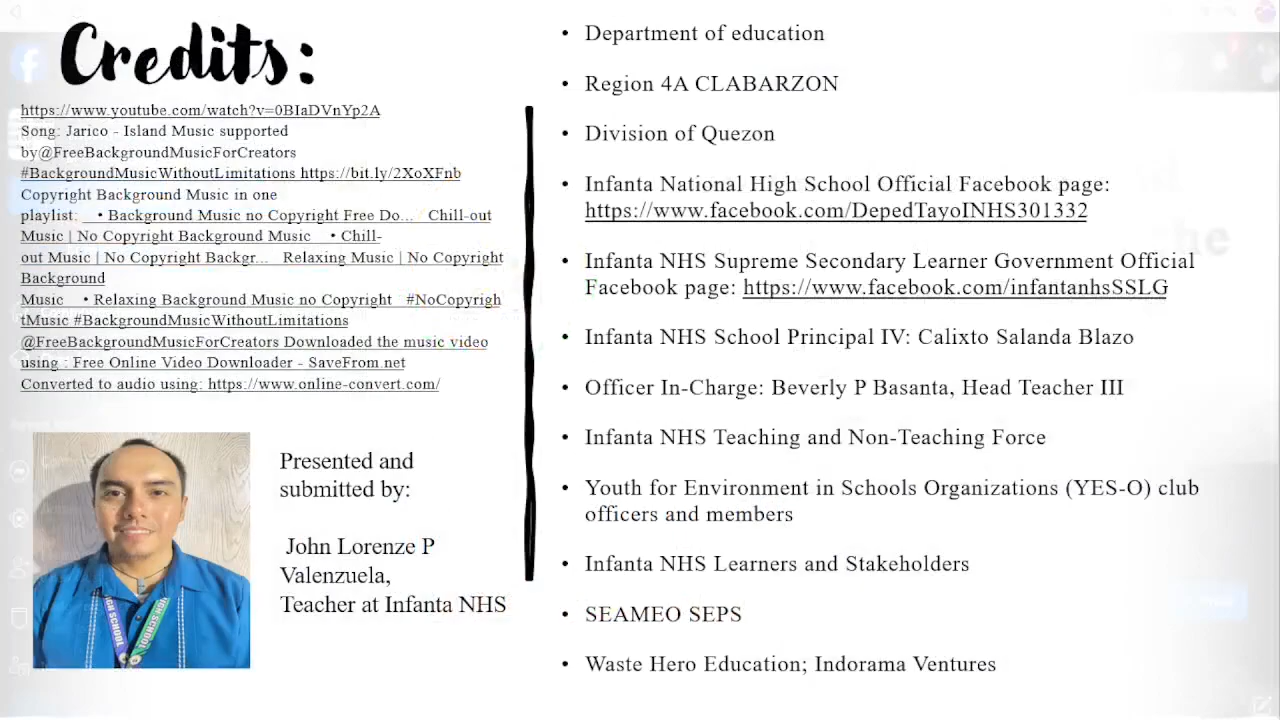 Credits:
https://www.youtube.com/watch?v=0BIaDVnYp2A
Song: Jarico - Island Music supported
by@FreeBackgroundMusicForCreators
#BackgroundMusicWithoutLimitations https://bit.ly/2XoXFnb
Copyright Background Music in one
playlist:    • Background Music no Copyright Free Do...   Chill-out
Music | No Copyright Background Music    • Chill-
out Music | No Copyright Backgr...   Relaxing Music | No Copyright
Background
Music    • Relaxing Background Music no Copyright   #NoCopyrigh
tMusic #BackgroundMusicWithoutLimitations
@FreeBackgroundMusicForCreators Downloaded the music video
using : Free Online Video Downloader - SaveFrom.net
Converted to audio using: https://www.online-convert.com/
HIGH SCHOOL
HIGH SCHOOL
Presented and
submitted by:
John Lorenze P
Valenzuela,
Teacher at Infanta NHS
• Department of education
• Region 4A CLABARZON
• Division of Quezon
• Infanta National High School Official Facebook page:
https://www.facebook.com/DepedTayoINHS301332
• Infanta NHS Supreme Secondary Learner Government Official
Facebook page: https://www.facebook.com/infantanhsSSLG
• Infanta NHS School Principal IV: Calixto Salanda Blazo
• Officer In-Charge: Beverly P Basanta, Head Teacher III
• Infanta NHS Teaching and Non-Teaching Force
• Youth for Environment in Schools Organizations (YES-O) club
officers and members
• Infanta NHS Learners and Stakeholders
• SEAMEO SEPS
• Waste Hero Education; Indorama Ventures